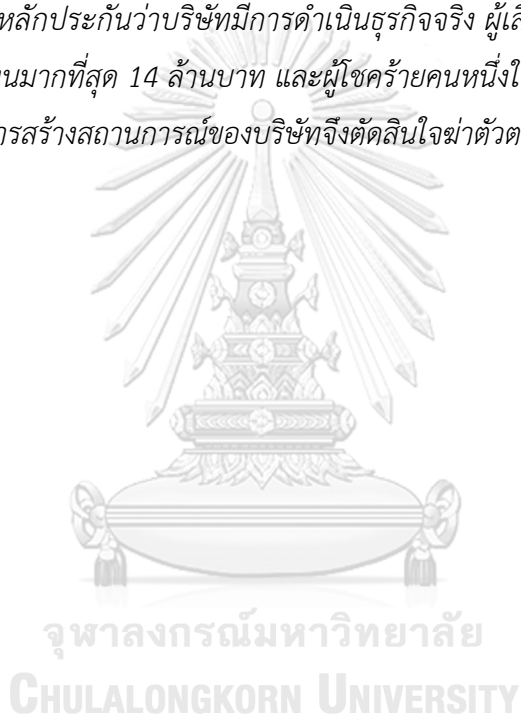 หลักประกันว่าบริษัทมีการดำเนินธุรกิจจริง ผู้เสี
นมากที่สุด 14 ล้านบาท และผู้โชคร้ายคนหนึ่งใ
ารสร้างสถานการณ์ของบริษัทจึงตัดสินใจฆ่าตัวต
จุฬาลงกรณ์มหาวิทยาลัย
CHULALONGKORN UNIVERSITY